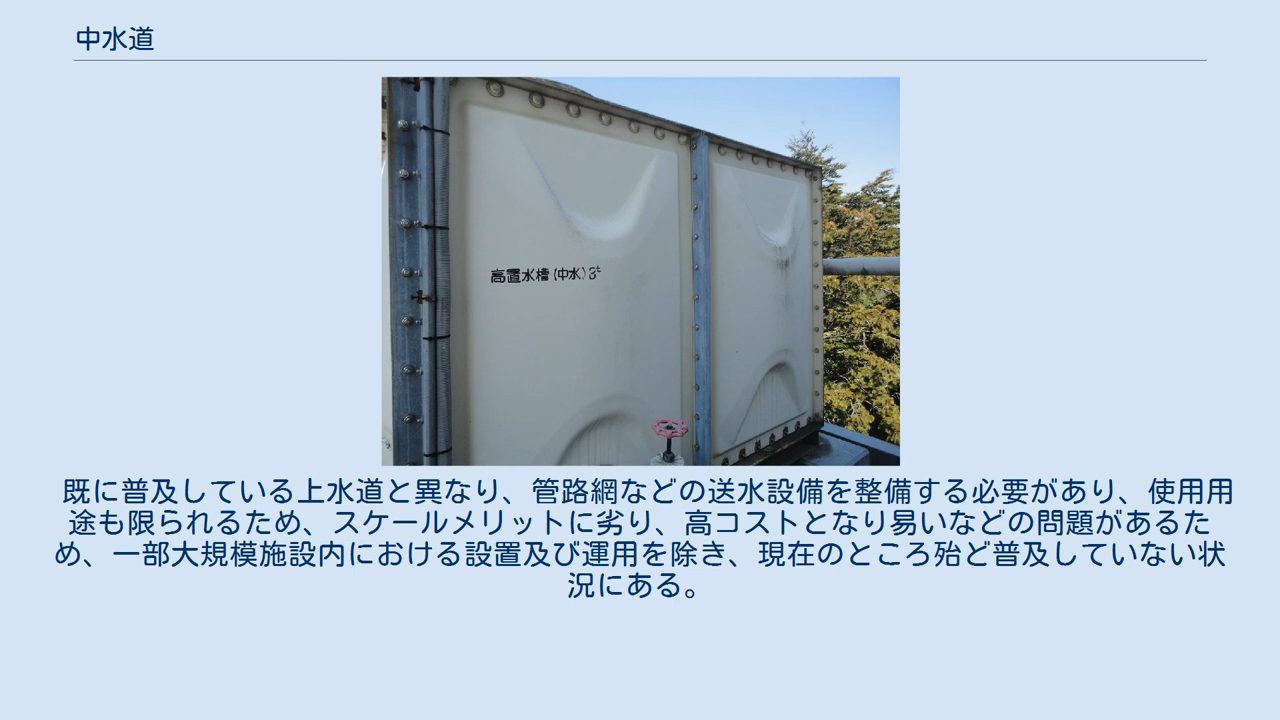 中水道
高置水槽(中水)3t
既に普及している上水道と異なり、管路網などの送水設備を整備する必要があり、使用用
途も限られるため、スケールメリットに劣り、高コストとなり易いなどの問題があるた
め、一部大規模施設内における設置及び運用を除き、現在のところ殆ど普及していない状
況にある。